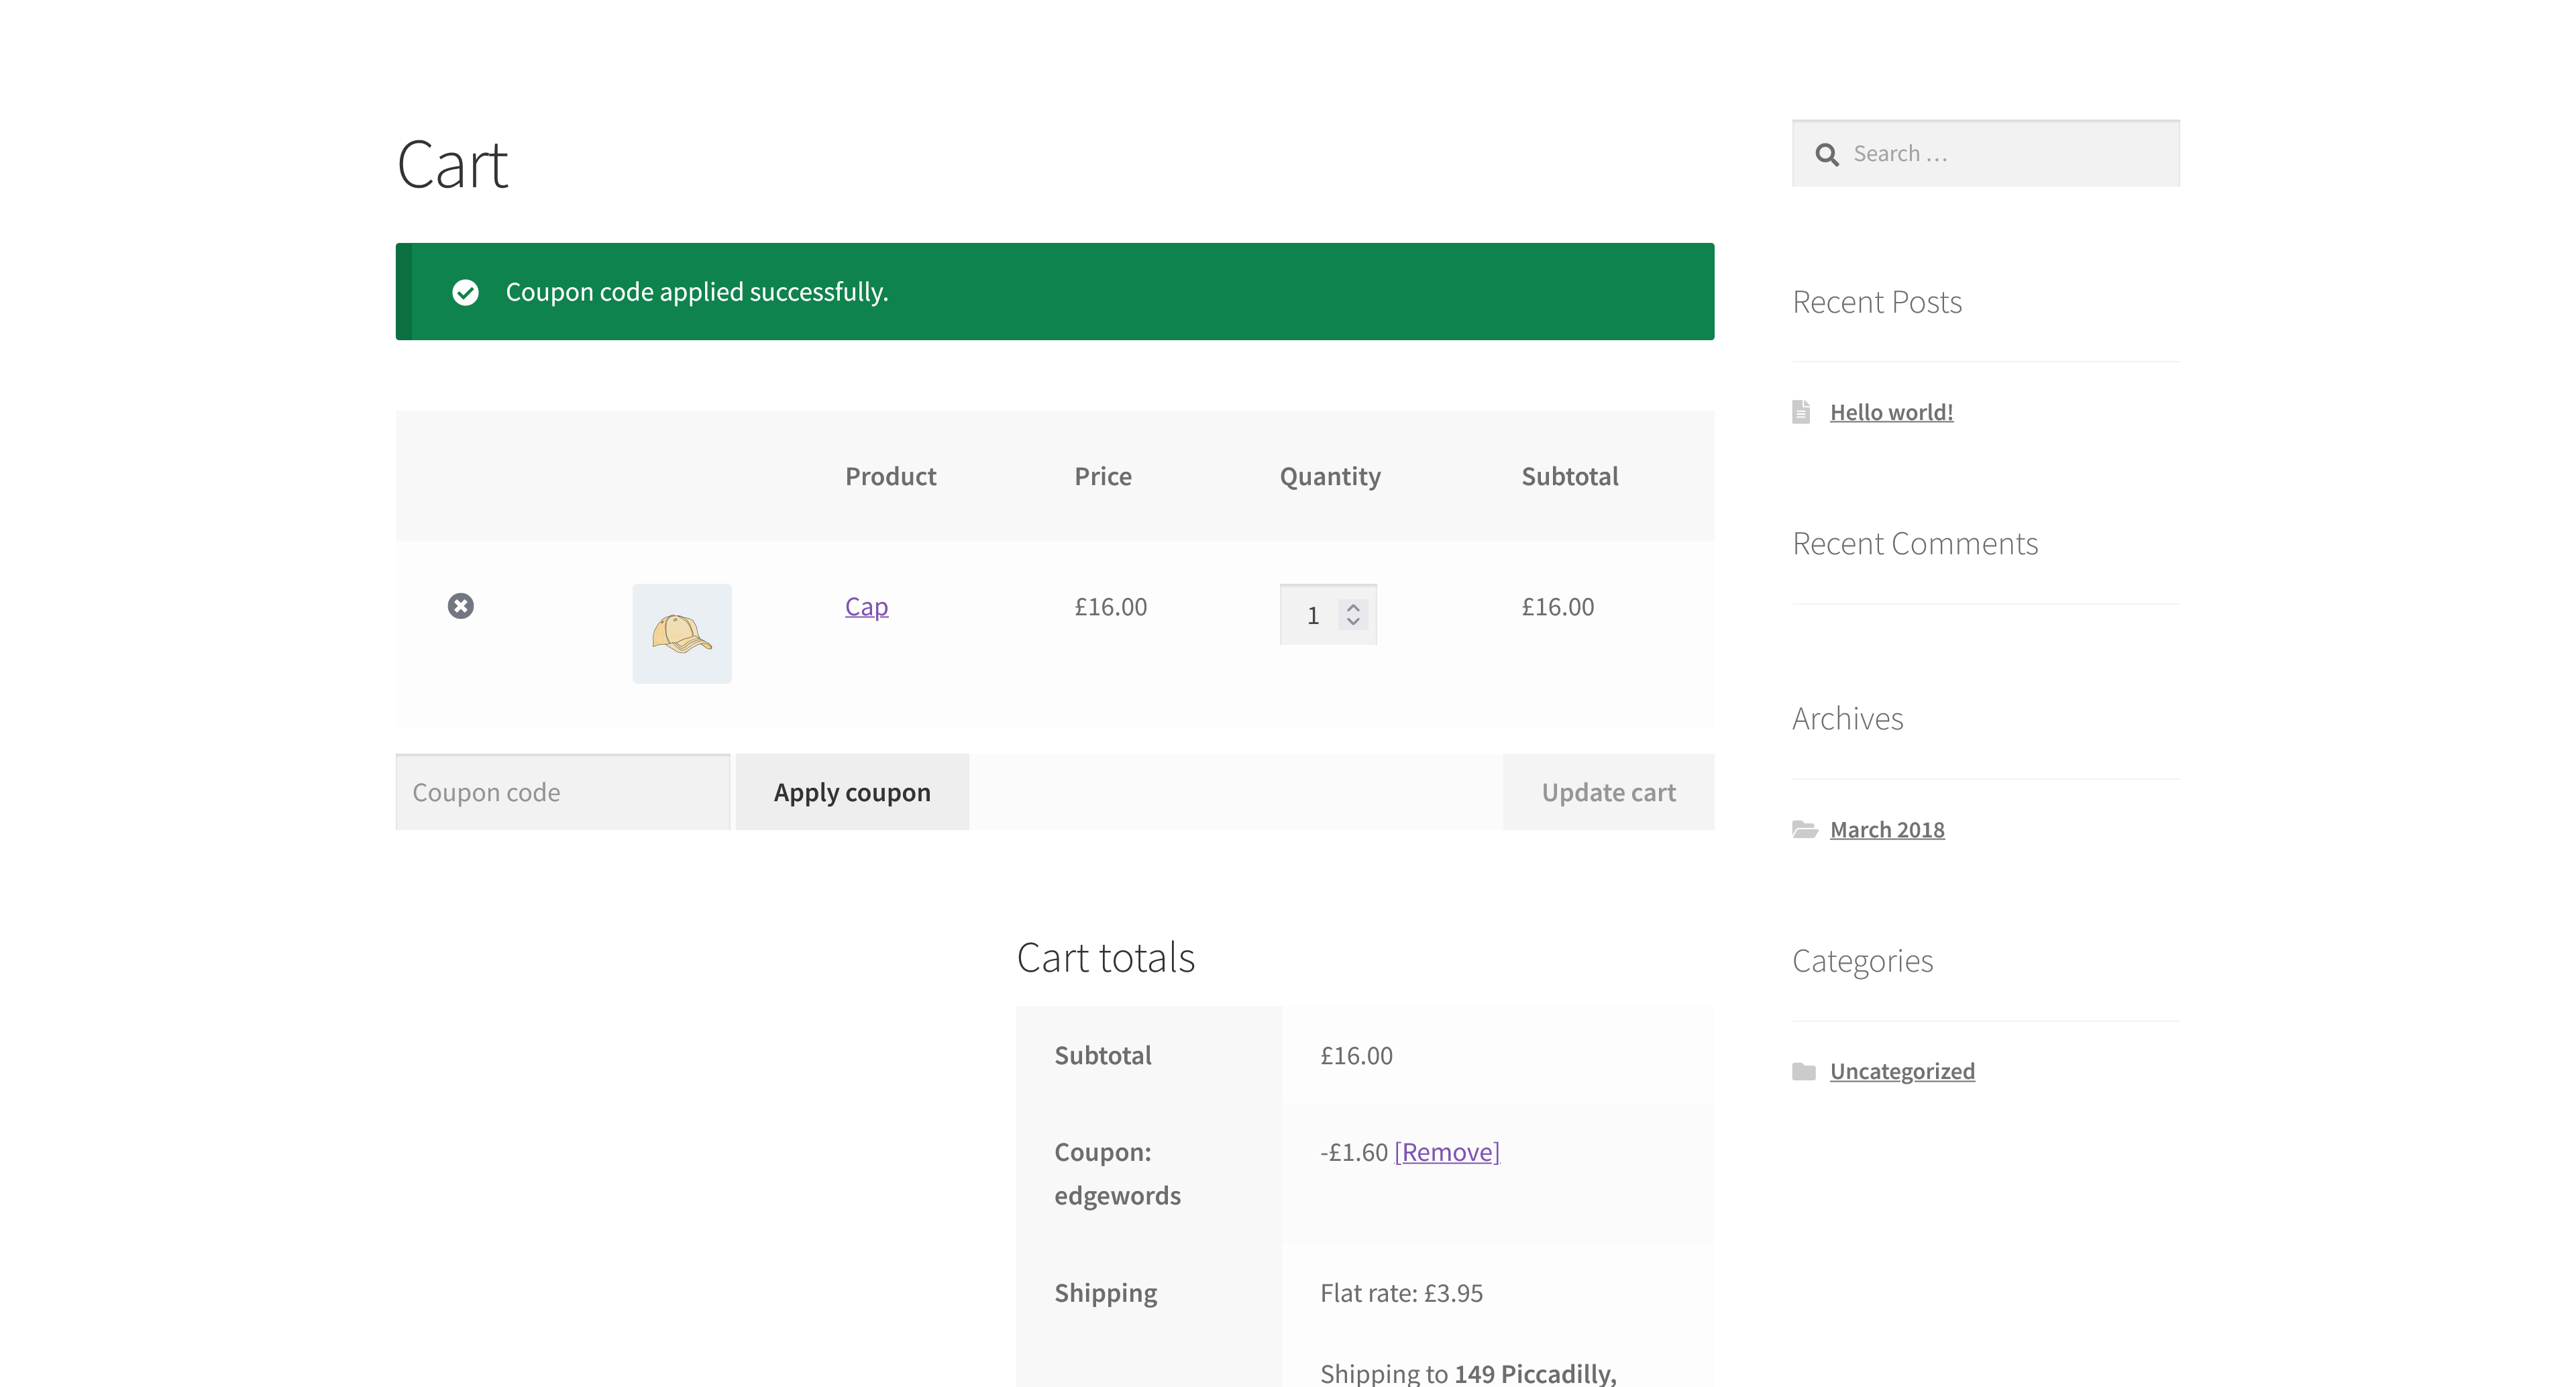 Cart
Search …
Coupon code applied successfully.
Product Price Quantity Subtotal
Cap £16.00 1 £16.00
Coupon code Apply coupon Update cart
Cart totals
Subtotal £16.00
Coupon: -£1.60 [Remove]
edgewords
Shipping Flat rate: £3.95
Shipping to 149 Piccadilly,
Recent Posts
Hello world!
Recent Comments
Archives
March 2018
Categories
Uncategorized